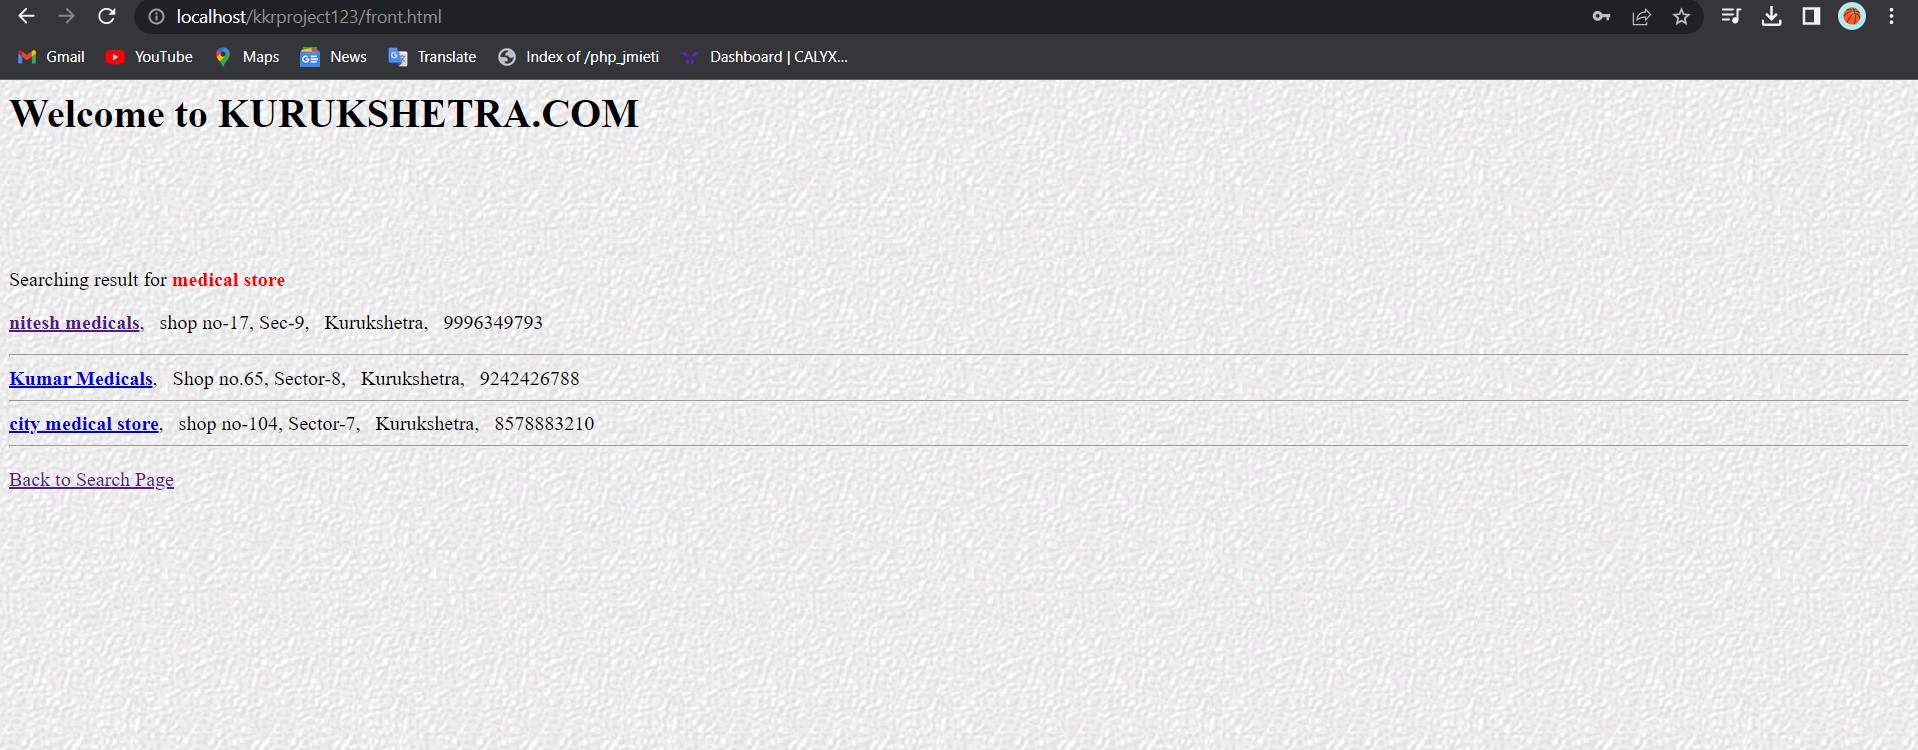 localhost/kkrproject123/front.html
Gmail YouTube Maps News Translate Index of /php_jmieti Dashboard | CALYX...
Welcome to KURUKSHETRA.COM
Searching result for medical store
nitesh medicals, shop no-17, Sec-9, Kurukshetra, 9996349793
Kumar Medicals, Shop no.65, Sector-8, Kurukshetra, 9242426788
city medical store, shop no-104, Sector-7, Kurukshetra, 8578883210
Back to Search Page